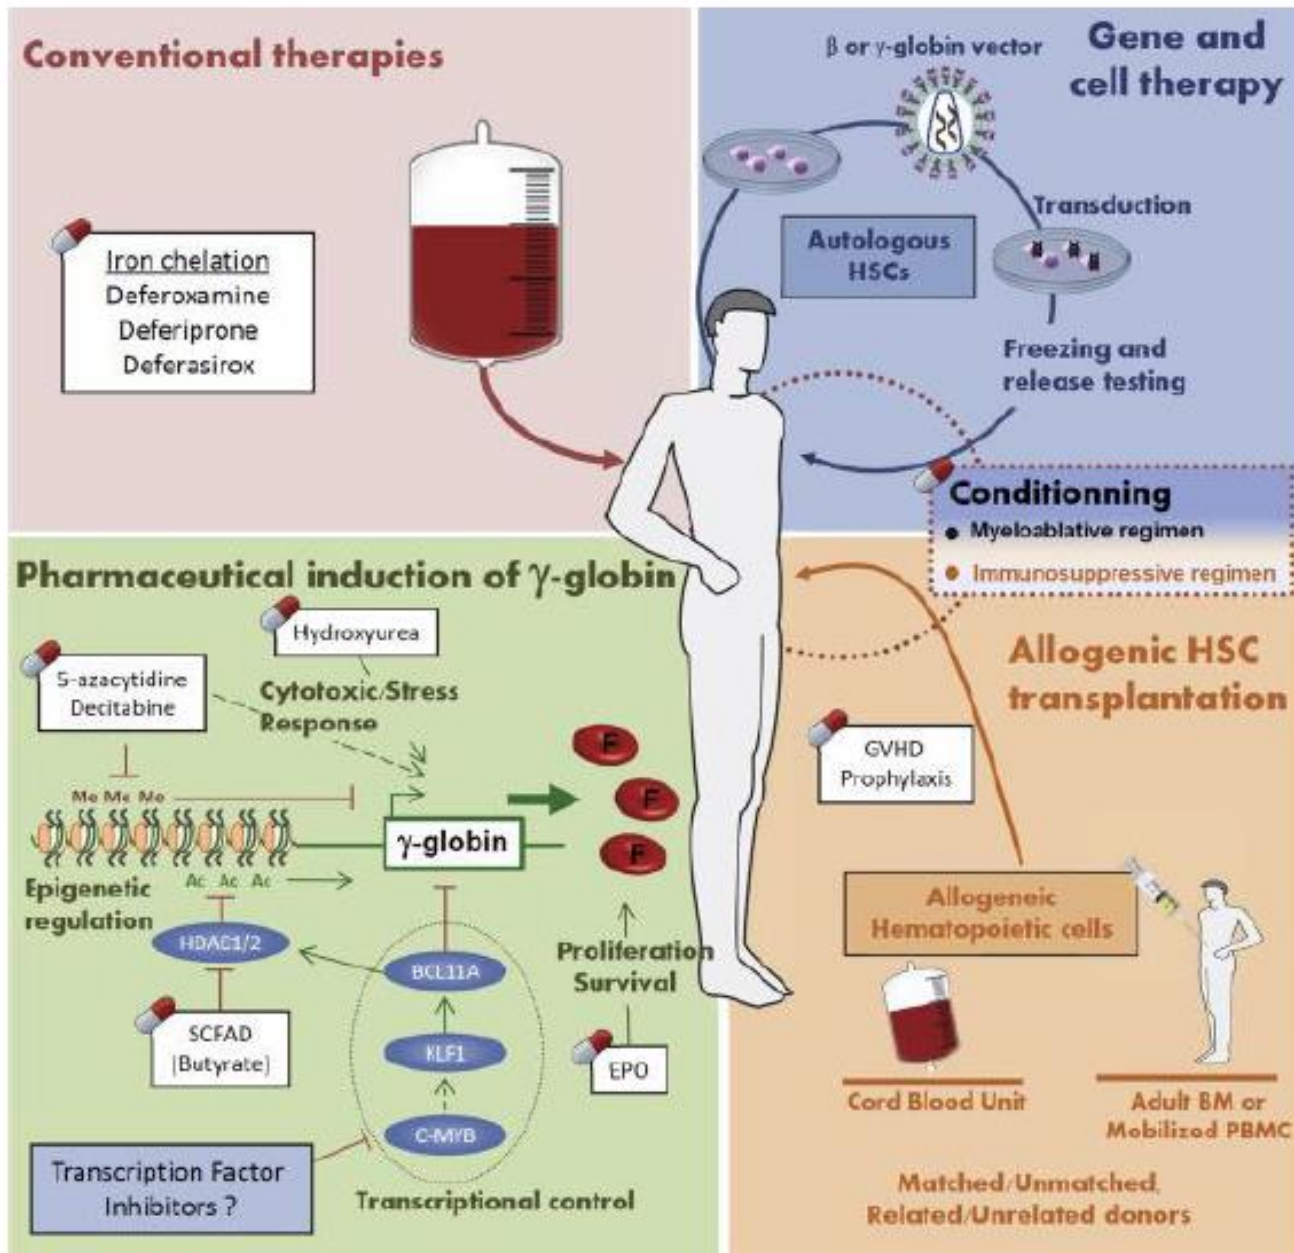 Conventional therapies
Iron chelation
Deferoxamine
Deferiprone
Deferasirox
Gene and
cell therapy
β or γ-globin vector
Transduction
Autologous
HSCs
Freezing and
release testing
Conditionning
• Myeloablative regimen
• Immunosuppressive regimen
Pharmaceutical induction of γ-globin
Hydroxyurea
5-azacytidine
Decitabine
Cytotoxic/Stress
Response
Me Me Me
γ-globin
F
F
F
Ac Ac Ac
Epigenetic
regulation
HDAC1/2
BCL11A
Proliferation
Survival
SCFAD
(Butyrate)
KLF1
EPO
C-MYB
Transcription Factor
Inhibitors ?
Transcriptional control
Allogenic HSC
transplantation
GVHD
Prophylaxis
Allogeneic
Hematopoietic cells
Cord Blood Unit
Adult BM or
Mobilized PBMC
Matched/Unmatched,
Related/Unrelated donors